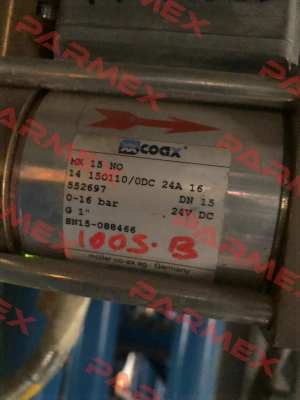 PARMEX
PARMEX
PARMEX
coax®
MK 15 NO
14 150110/0DC 24A 16
552697 DN 15
0-16 bar 24V DC
G 1"
SN15-088466
100S.B
müller co-ax ag - Germany
PARMEX
PARMEX
PARMEX